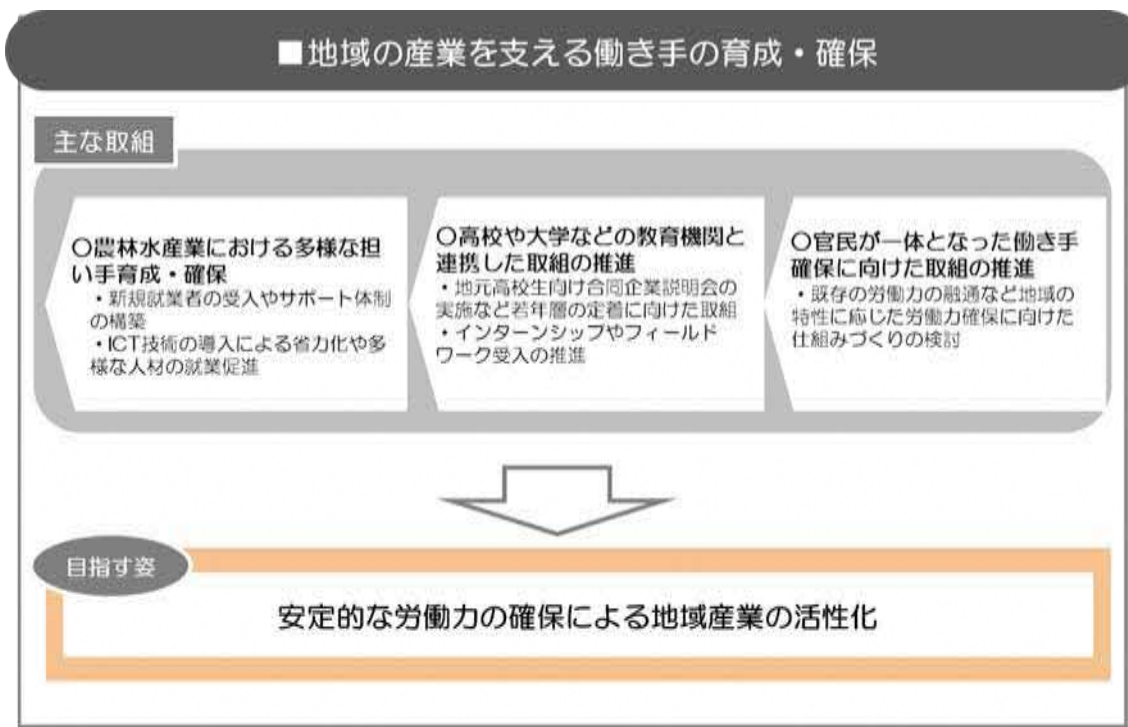 ■地域の産業を支える働き手の育成・確保
主な取組
〇農林水産業における多様な担
い手育成・確保
・新規就業者の受入やサポート体制
の構築
・ICT技術の導入による省力化や多
様な人材の就業促進
〇高校や大学などの教育機関と
連携した取組の推進
・地元高校生向け合同企業説明会の
実施など若年層の定着に向けた取組
・インターンシップやフィールド
ワーク受入の推進
〇官民が一体となった働き手
確保に向けた取組の推進
・既存の労働力の融通など地域の
特性に応じた労働力確保に向けた
仕組みづくりの検討
目指す姿
安定的な労働力の確保による地域産業の活性化